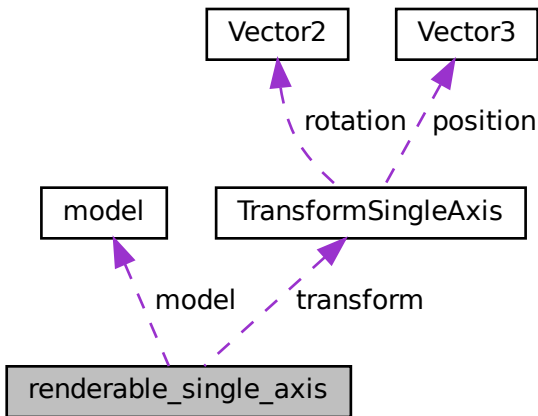 Vector2
Vector3
rotation
position
model
TransformSingleAxis
model
transform
renderable_single_axis